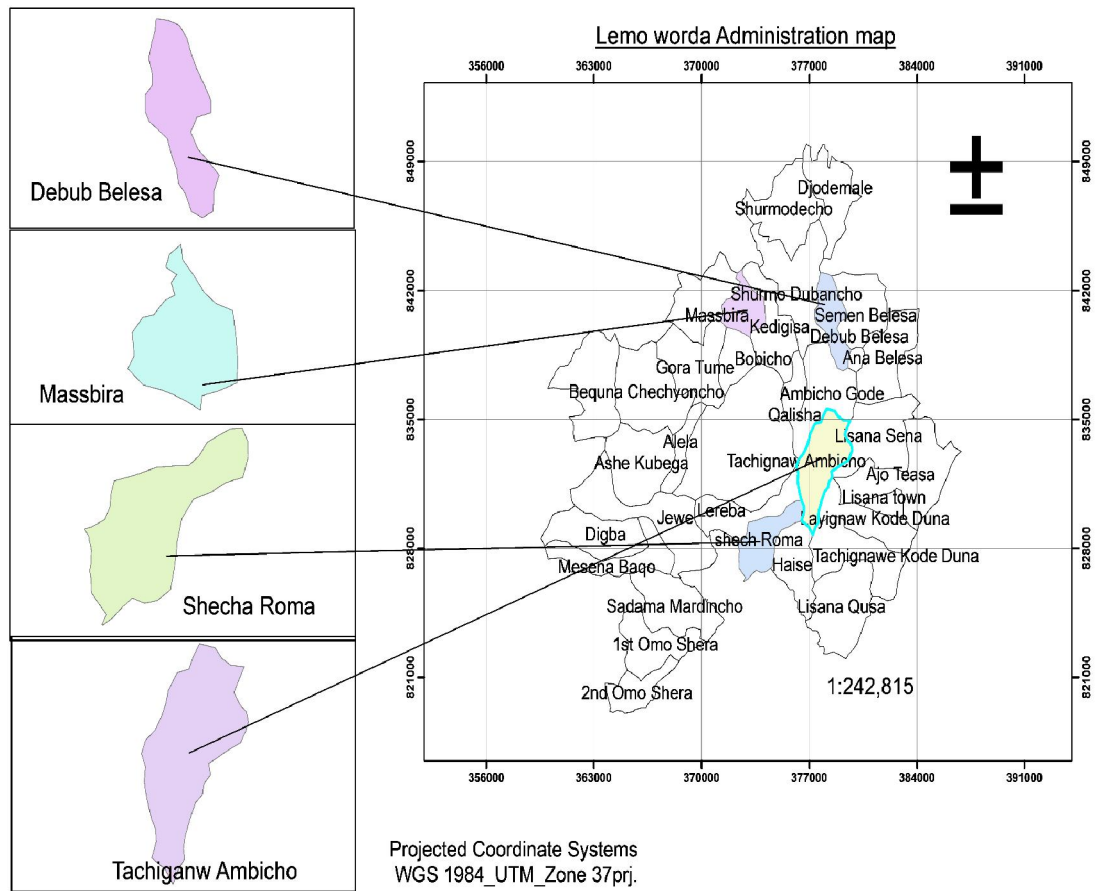 Lemo worda Administration map
356000 363000 370000 377000 384000 391000
849000 849000
842000 842000
835000 835000
828000 828000
821000 821000
Debub Belesa
Massbira
Shecha Roma
Tachiganw Ambicho
Djodemale
Shurmodecho
Shurmo Dubancho
Massbira
Semen Belesa
Kedigisa
Debub Belesa
Bobicho
Ana Belesa
Gora Tume
Bequna Chechyoncho
Ambicho Gode
Qalisha
Alela
Lisana Sena
Ashe Kubega
Tachignaw Ambicho
Ajo Teasa
Lisana town
Lereba
Jewe
Layignaw Kode Duna
Digba
shech Roma
Mesena Baqo
Haise
Tachignawe Kode Duna
Sadama Mardincho
Lisana Qusa
1st Omo Shera
2nd Omo Shera
1:242,815
356000 363000 370000 377000 384000 391000
Projected Coordinate Systems
WGS 1984_UTM_Zone 37prj.